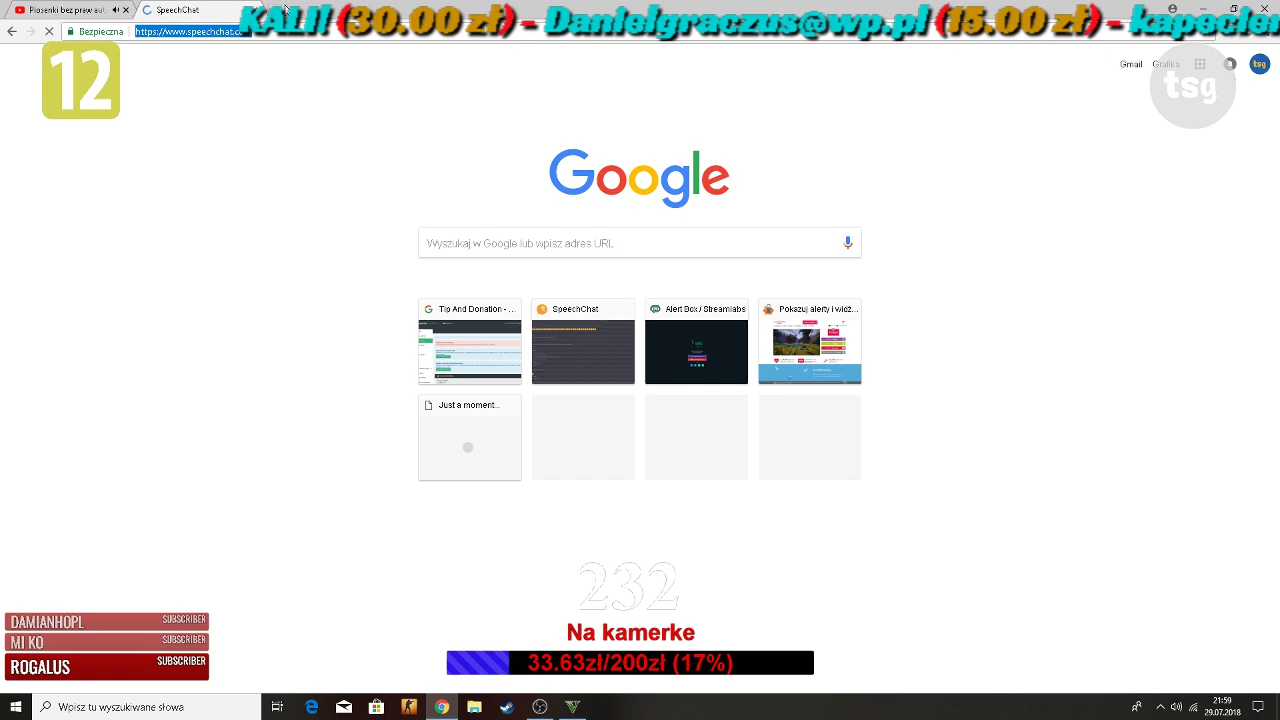 Piosenki bez praw aut.
SpeechChat
KALI! (30.00 zł) - Danielgraczus@wp.pl (15.00 zł) -
Bezpieczna
https://www.speechchat.c
12
Gmail
Grafika
tsg
tsg
Google
Wyszukaj w Google lub wpisz adres URL
Tip And Donation - ...
SpeechChat
Alert Box / Streamlabs
Pokazuj alerty i widż...
Just a moment...
232
Na kamerke
33.63zł/200zł (17%)
DAMIANHOPL SUBSCRIBER
MI KO SUBSCRIBER
ROGALUS SUBSCRIBER
Wpisz tu wyszukiwane słowa
21:59
29.07.2018